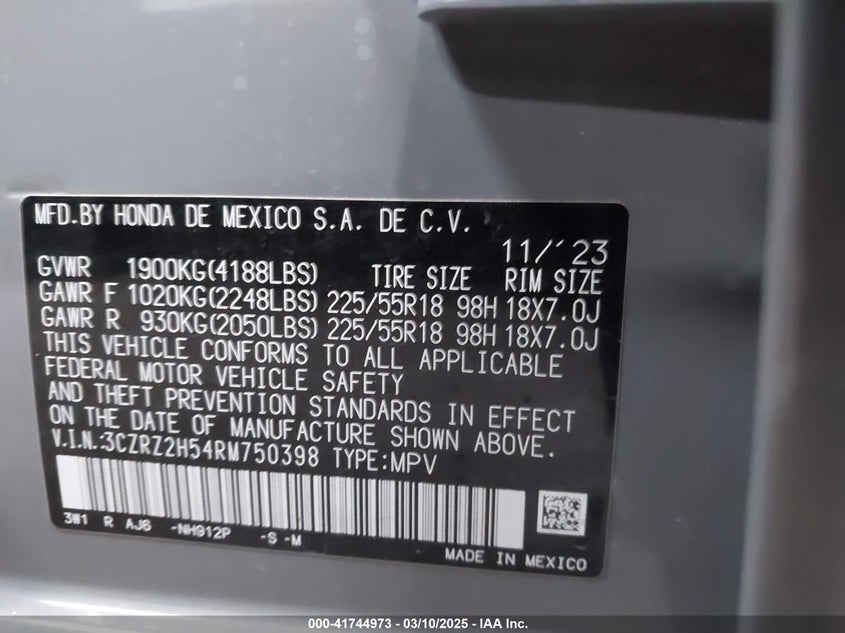 MFD.BY HONDA DE MEXICO S.A. DE C.V.
11/'23
GVWR 1900KG(4188LBS) TIRE SIZE RIM SIZE
GAWR F 1020KG(2248LBS) 225/55R18 98H 18X7.0J
GAWR R 930KG(2050LBS) 225/55R18 98H 18X7.0J
THIS VEHICLE CONFORMS TO ALL APPLICABLE
FEDERAL MOTOR VEHICLE SAFETY
AND THEFT PREVENTION STANDARDS IN EFFECT
ON THE DATE OF MANUFACTURE SHOWN ABOVE.
V.I.N.:3CZRZ2H54RM750398 TYPE:MPV
3W1 R AJ6 -NH912P -S -M
MADE IN MEXICO
000-41744973 — 03/10/2025 — IAA Inc.